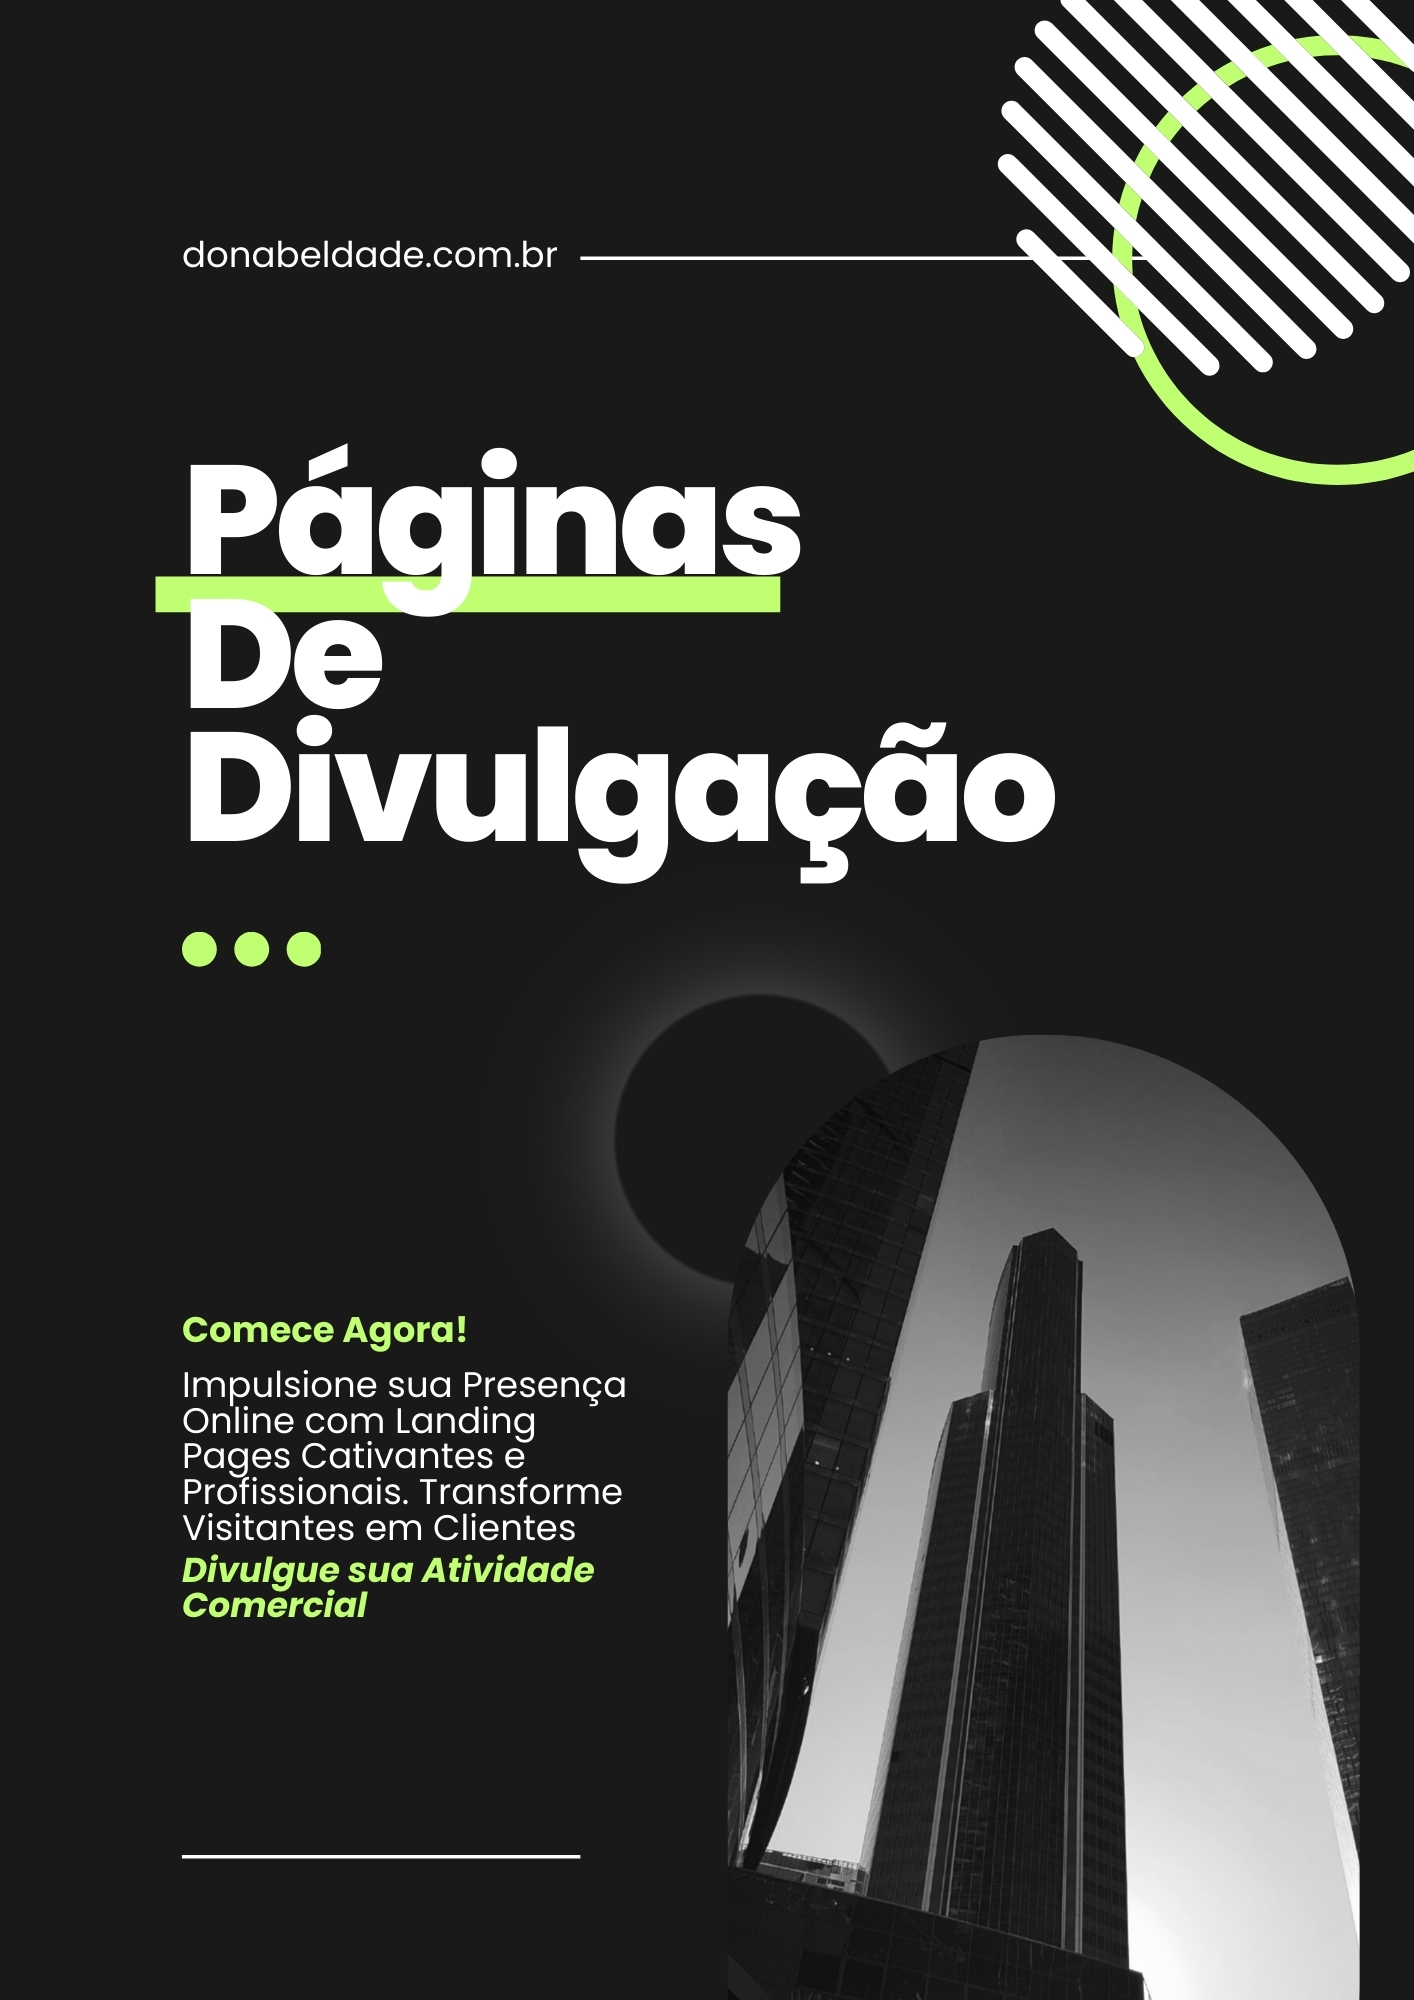 donabeldade.com.br
Páginas
De
Divulgação
Comece Agora!
Impulsione sua Presença
Online com Landing
Pages Cativantes e
Profissionais. Transforme
Visitantes em Clientes
Divulgue sua Atividade
Comercial